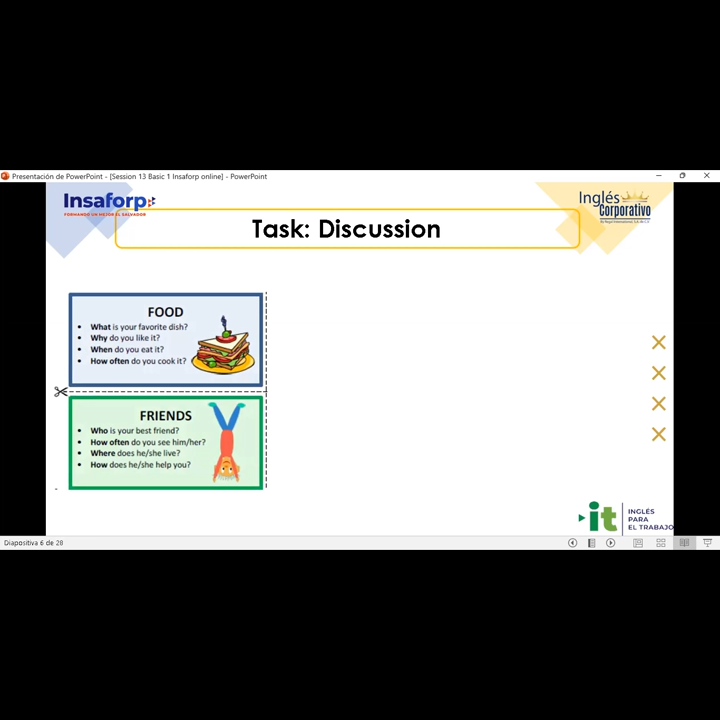 Presentación de PowerPoint - [Session 13 Basic 1 Insaforp online] - PowerPoint
Insaforp
FORMANDO UN MEJOR EL SALVADOR
Inglés
Corporativo
Task: Discussion
FOOD
• What is your favorite dish?
• Why do you like it?
• When do you eat it?
• How often do you cook it?
FRIENDS
• Who is your best friend?
• How often do you see him/her?
• Where does he/she live?
• How does he/she help you?
it
INGLÉS
PARA
EL TRABAJO
Diapositiva 6 de 28